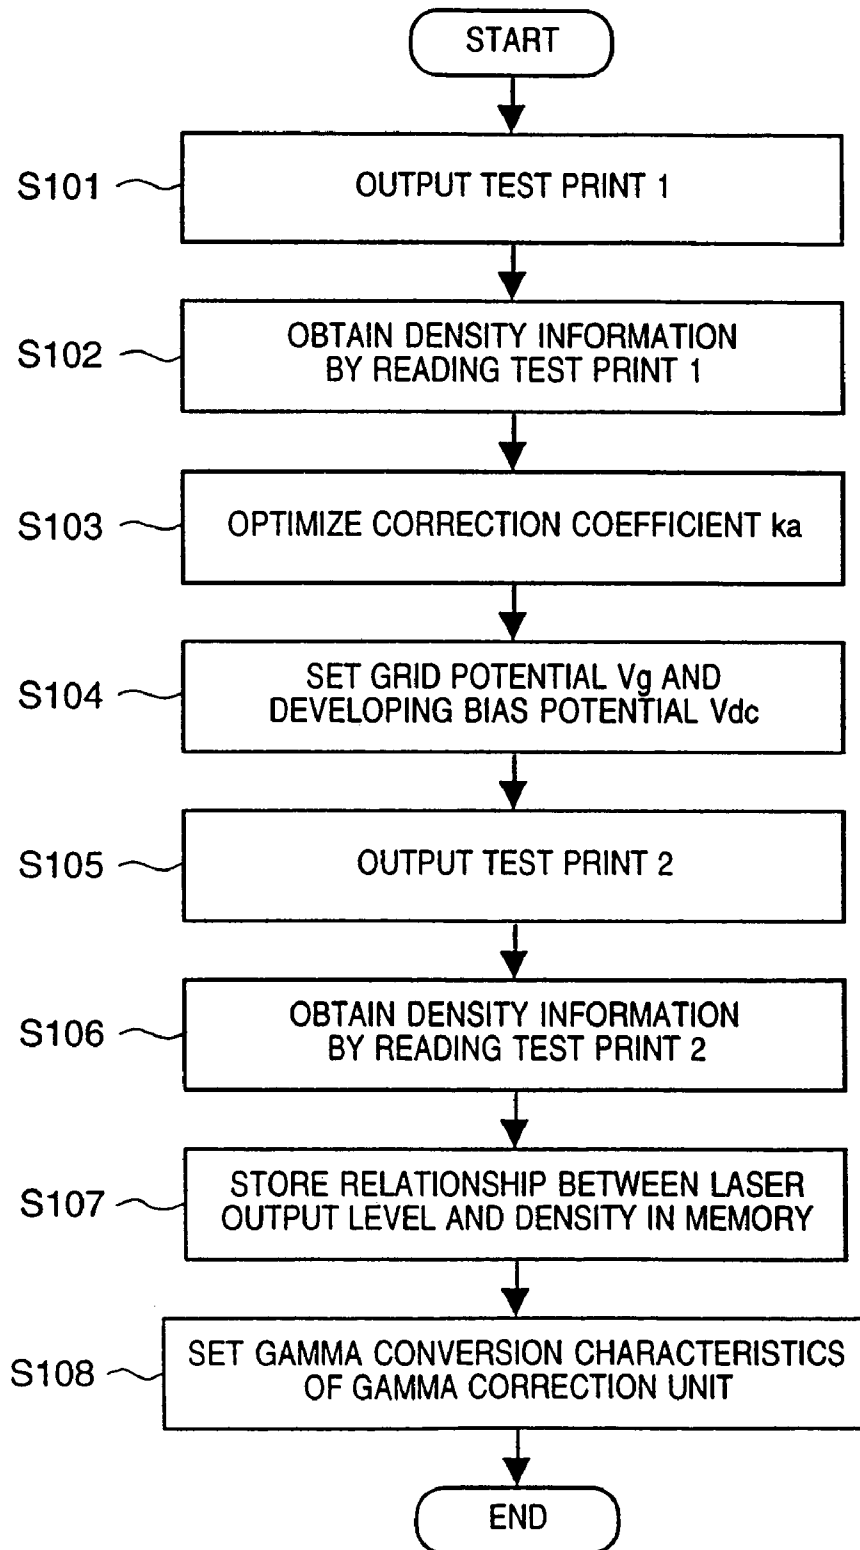 START
S101
OUTPUT TEST PRINT 1
S102
OBTAIN DENSITY INFORMATION
BY READING TEST PRINT 1
S103
OPTIMIZE CORRECTION COEFFICIENT ka
S104
SET GRID POTENTIAL Vg AND
DEVELOPING BIAS POTENTIAL Vdc
S105
OUTPUT TEST PRINT 2
S106
OBTAIN DENSITY INFORMATION
BY READING TEST PRINT 2
S107
STORE RELATIONSHIP BETWEEN LASER
OUTPUT LEVEL AND DENSITY IN MEMORY
S108
SET GAMMA CONVERSION CHARACTERISTICS
OF GAMMA CORRECTION UNIT
END